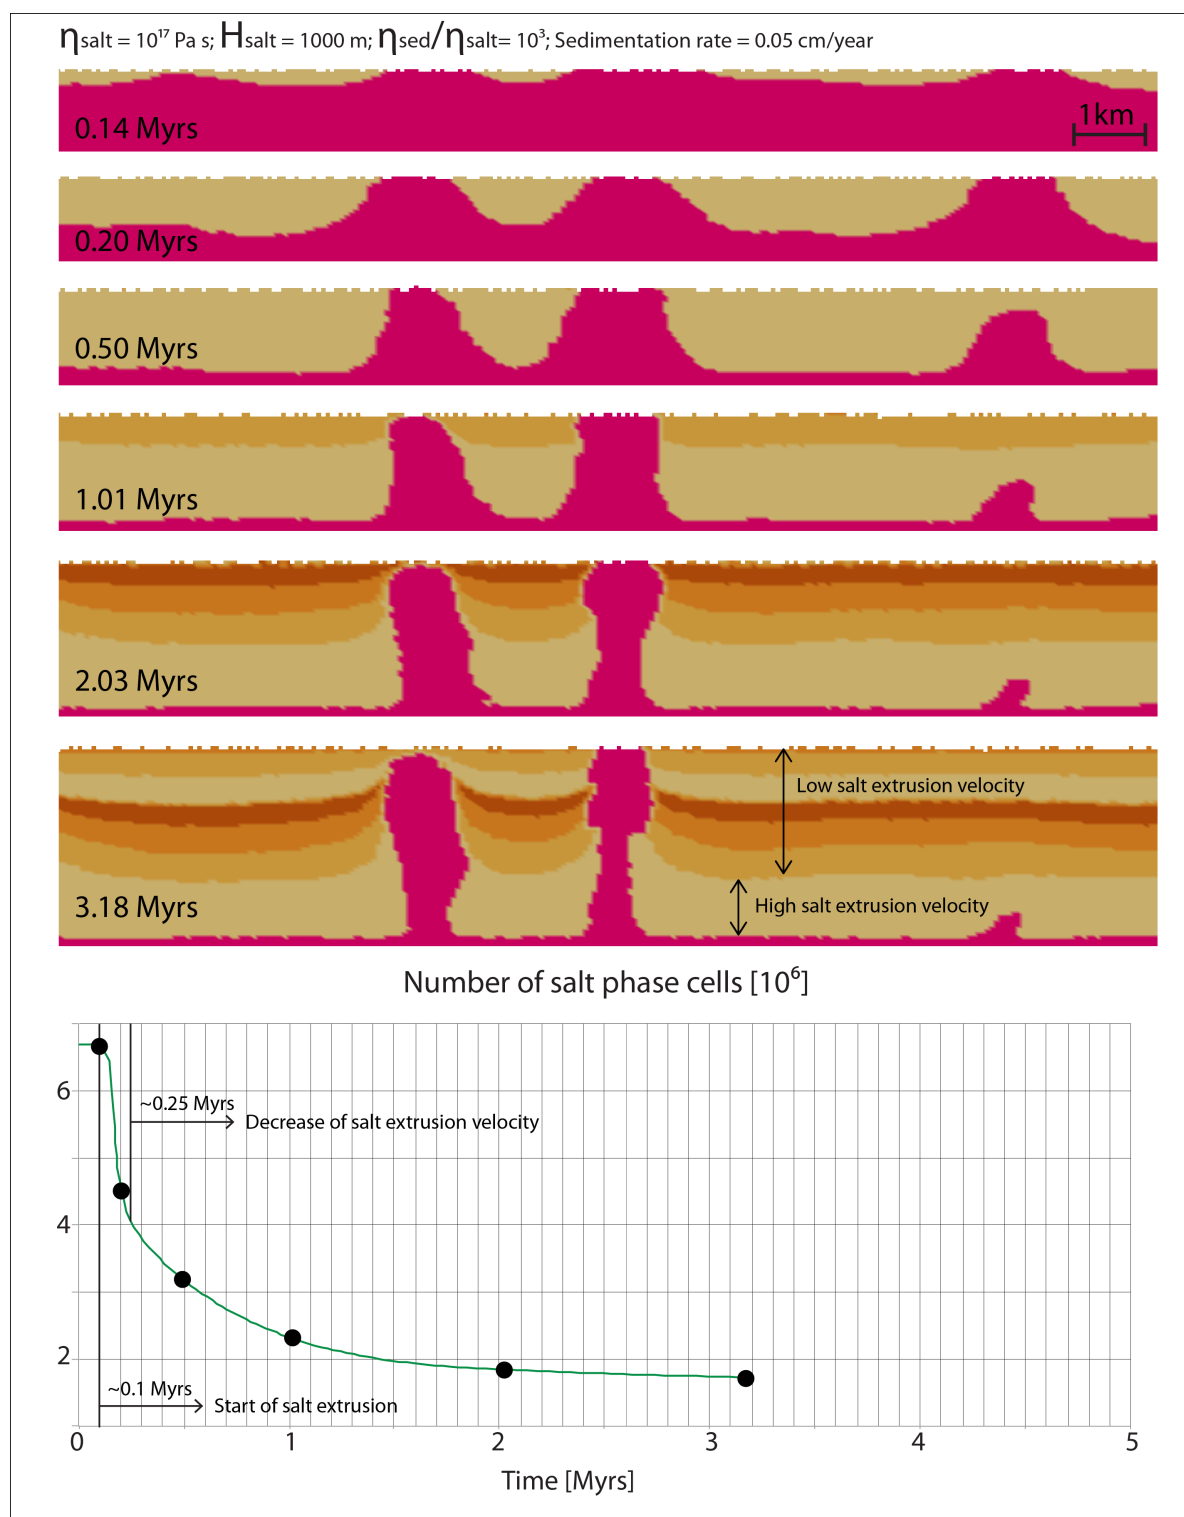 ηsalt = 10¹⁷ Pa s; Hsalt = 1000 m; ηsed/ηsalt= 10³; Sedimentation rate = 0.05 cm/year
0.14 Myrs
1km
0.20 Myrs
0.50 Myrs
1.01 Myrs
2.03 Myrs
Low salt extrusion velocity
High salt extrusion velocity
3.18 Myrs
Number of salt phase cells [10⁶]
6
~0.25 Myrs
Decrease of salt extrusion velocity
4
2
~0.1 Myrs
Start of salt extrusion
0 1 2 3 4 5
Time [Myrs]